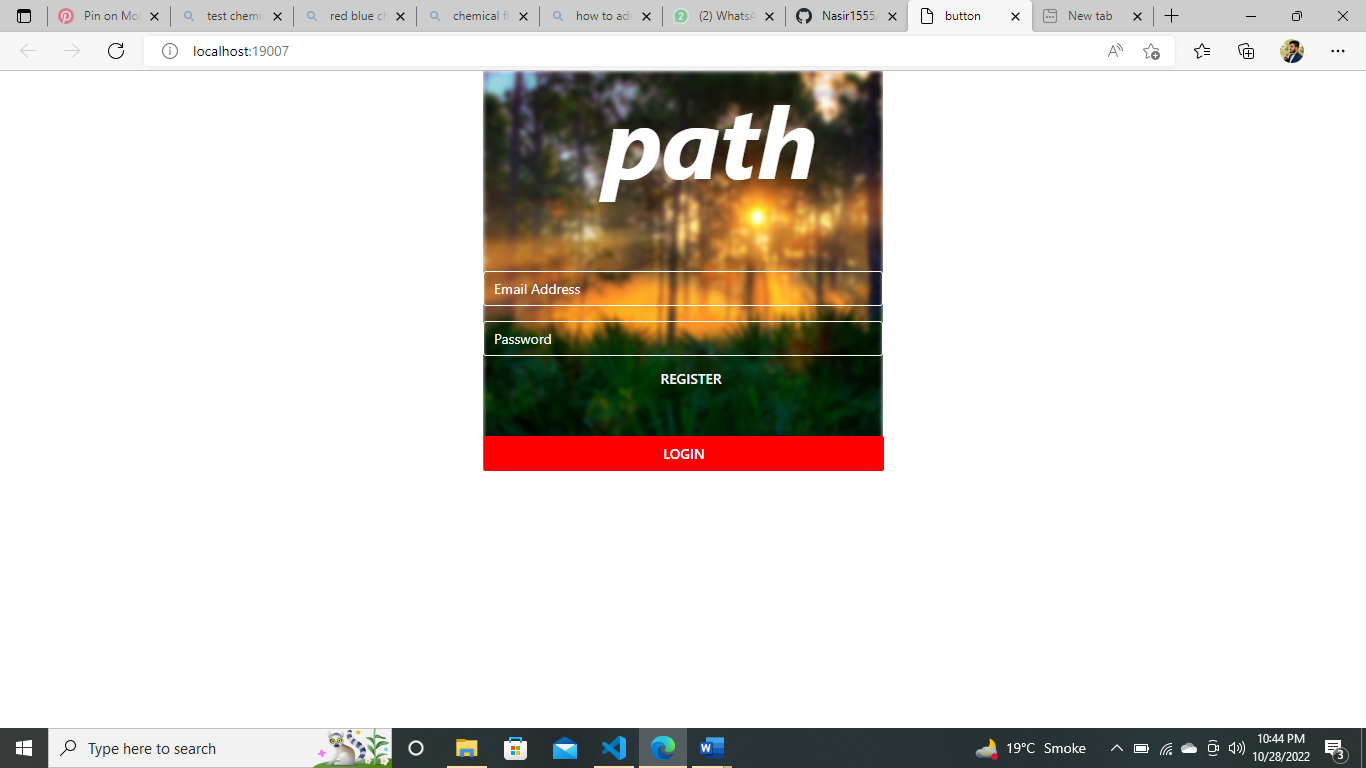 Pin on Mo
test chemi
red blue c
chemical f
how to add
(2) WhatsA
Nasir1555/
button
New tab
localhost:19007
path
Email Address
Password
REGISTER
LOGIN
Type here to search
19°C Smoke
10:44 PM
10/28/2022
3